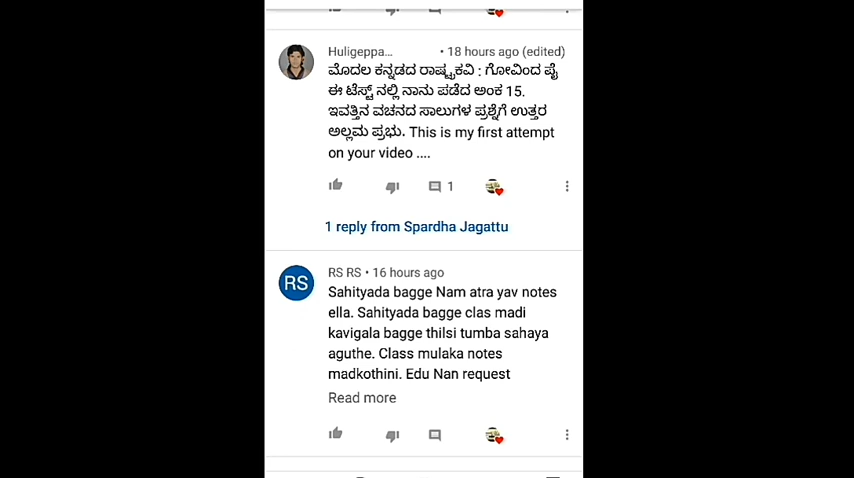 Huligeppa... • 18 hours ago (edited)
ಮೊದಲ ಕನ್ನಡದ ರಾಷ್ಟ್ರಕವಿ : ಗೋವಿಂದ ಪೈ
ಈ ಟೆಸ್ಟ್ ನಲ್ಲಿ ನಾನು ಪಡೆದ ಅಂಕ 15.
ಇವತ್ತಿನ ವಚನದ ಸಾಲುಗಳ ಪ್ರಶ್ನೆಗೆ ಉತ್ತರ
ಅಲ್ಲಮ ಪ್ರಭು. This is my first attempt
on your video ....
1
1 reply from Spardha Jagattu
RS
RS RS • 16 hours ago
Sahityada bagge Nam atra yav notes
ella. Sahityada bagge clas madi
kavigala bagge thilsi tumba sahaya
aguthe. Class mulaka notes
madkothini. Edu Nan request
Read more